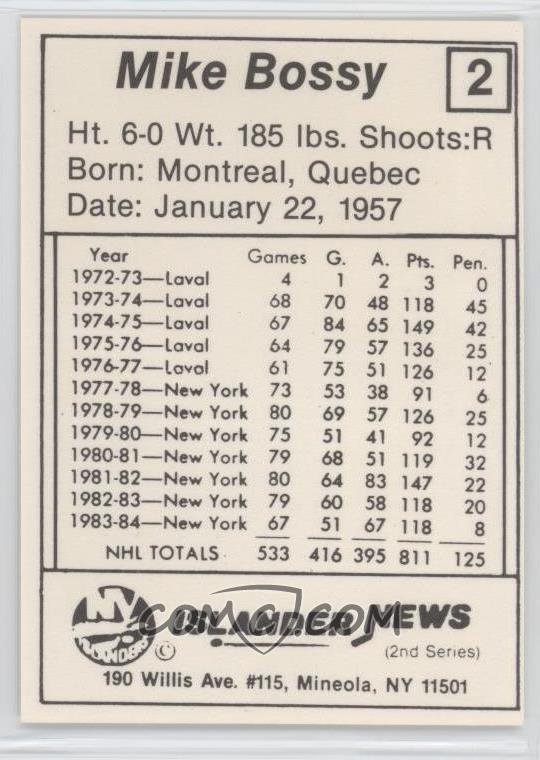 Mike Bossy 2
Ht. 6-0 Wt. 185 lbs. Shoots:R
Born: Montreal, Quebec
Date: January 22, 1957
Year Games G. A. Pts. Pen.
1972-73—Laval 4 1 2 3 0
1973-74—Laval 68 70 48 118 45
1974-75—Laval 67 84 65 149 42
1975-76—Laval 64 79 57 136 25
1976-77—Laval 61 75 51 126 12
1977-78—New York 73 53 38 91 6
1978-79—New York 80 69 57 126 25
1979-80—New York 75 51 41 92 12
1980-81—New York 79 68 51 119 32
1981-82—New York 80 64 83 147 22
1982-83—New York 79 60 58 118 20
1983-84—New York 67 51 67 118 8
NHL TOTALS 533 416 395 811 125
NY
ISLANDERS
©
ISLANDER NEWS
(2nd Series)
190 Willis Ave. #115, Mineola, NY 11501